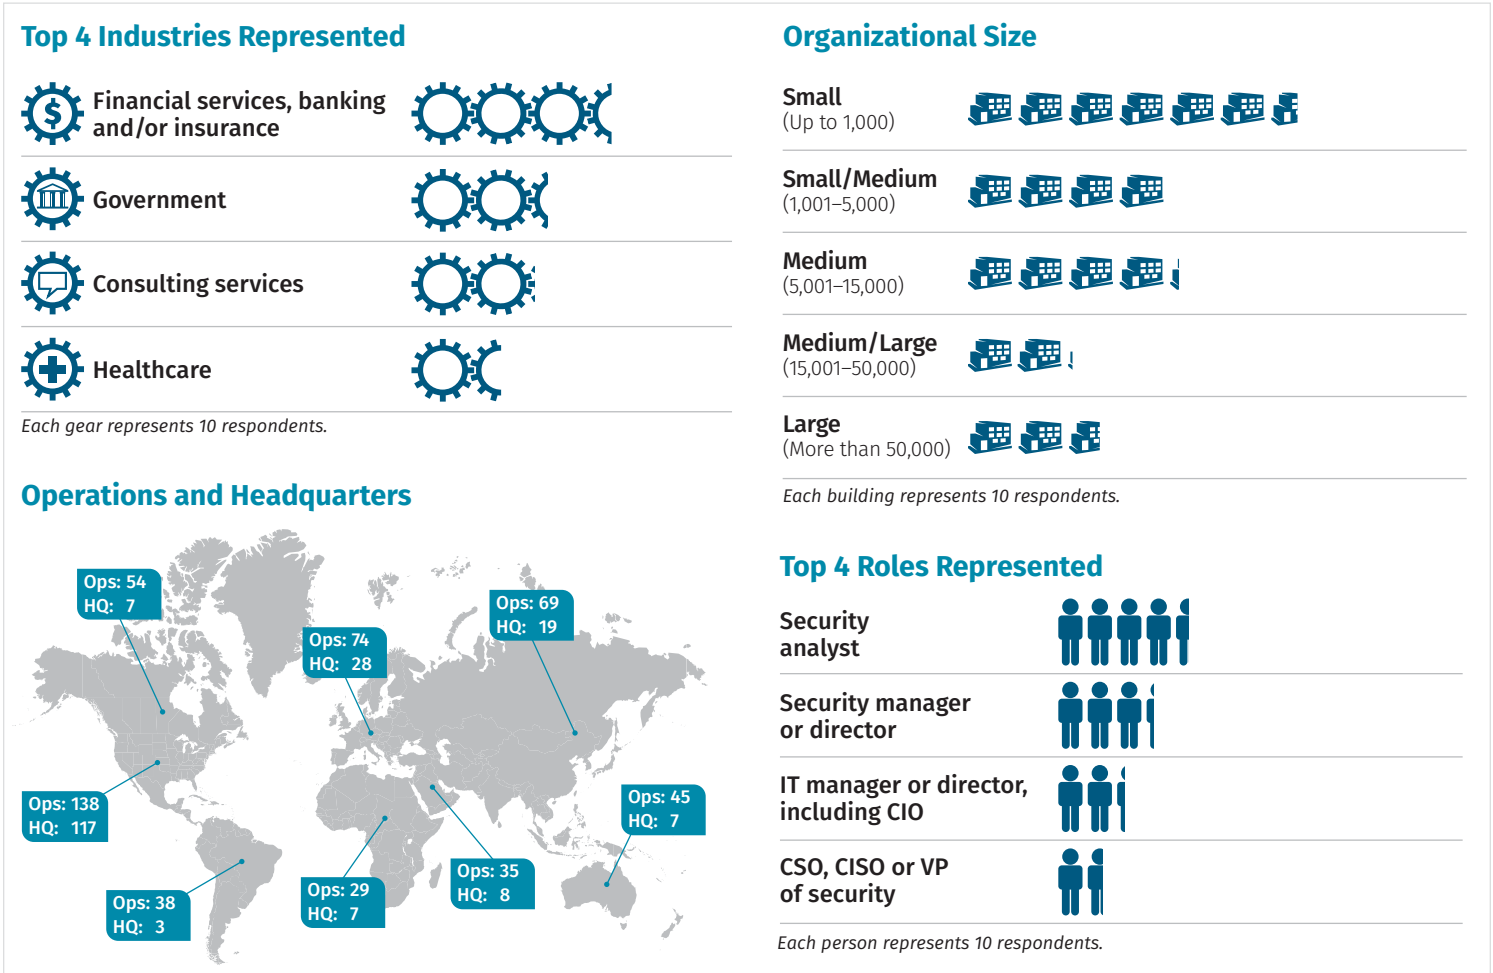 Top 4 Industries Represented
$
Financial services, banking
and/or insurance
Government
Consulting services
Healthcare
Each gear represents 10 respondents.
Operations and Headquarters
Ops: 54
HQ: 7
Ops: 74
HQ: 28
Ops: 69
HQ: 19
Ops: 138
HQ: 117
Ops: 45
HQ: 7
Ops: 38
HQ: 3
Ops: 29
HQ: 7
Ops: 35
HQ: 8
Organizational Size
Small
(Up to 1,000)
Small/Medium
(1,001–5,000)
Medium
(5,001–15,000)
Medium/Large
(15,001–50,000)
Large
(More than 50,000)
Each building represents 10 respondents.
Top 4 Roles Represented
Security
analyst
Security manager
or director
IT manager or director,
including CIO
CSO, CISO or VP
of security
Each person represents 10 respondents.